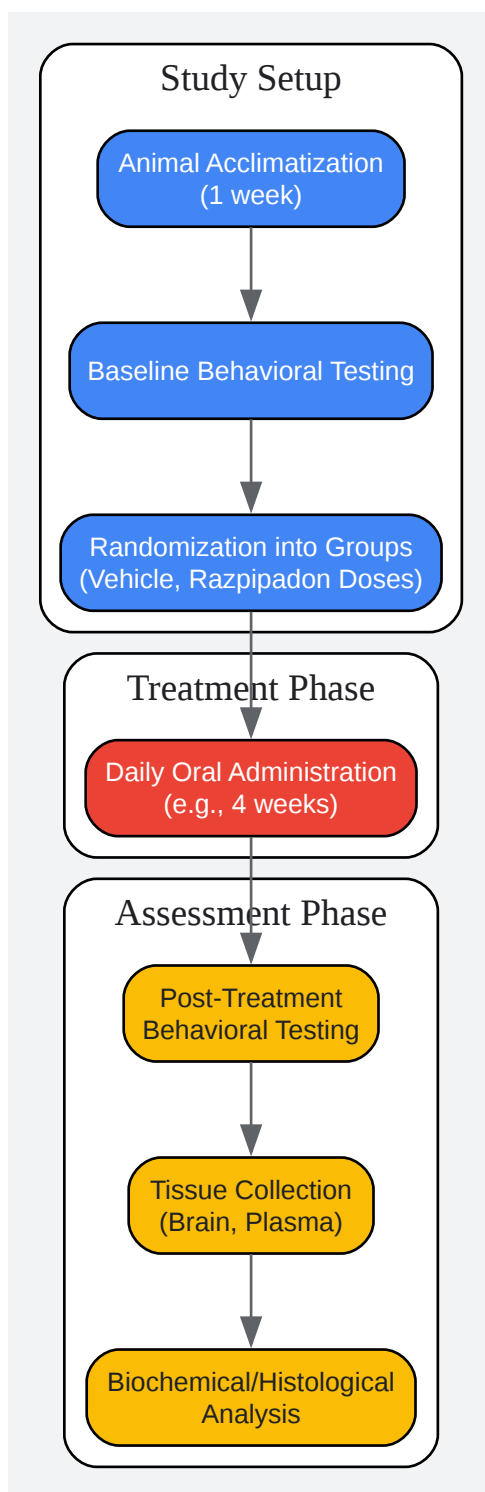 Study Setup
Animal Acclimatization
(1 week)
Baseline Behavioral Testing
Randomization into Groups
(Vehicle, Razpipadon Doses)
Treatment Phase
Daily Oral Administration
(e.g., 4 weeks)
Assessment Phase
Post-Treatment
Behavioral Testing
Tissue Collection
(Brain, Plasma)
Biochemical/Histological
Analysis